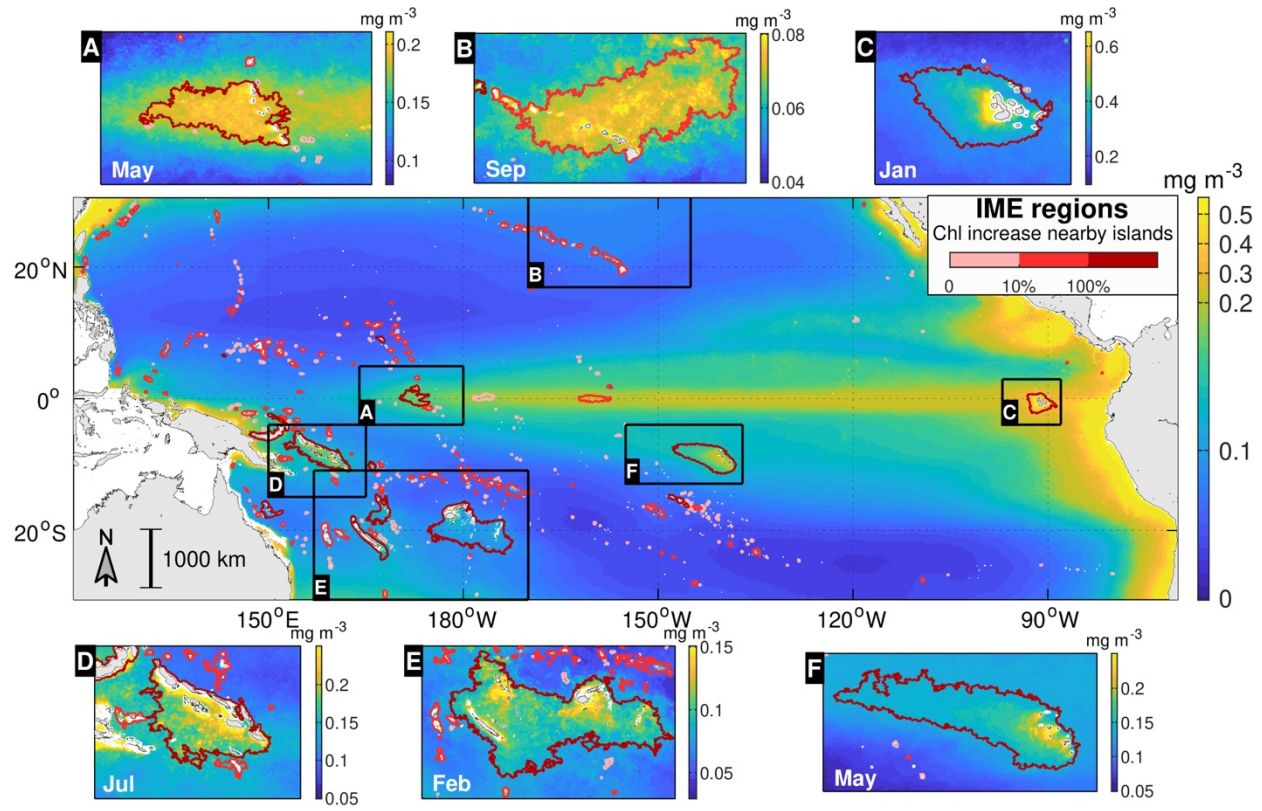 mg m-3
A
0.2
0.15
0.1
May
mg m-3
B
0.08
0.06
0.04
Sep
mg m-3
C
0.6
0.4
0.2
Jan
mg m-3
0.5
0.4
0.3
0.2
0.1
0
IME regions
Chl increase nearby islands
0 10% 100%
20°N
0°
20°S
B
A
C
D
F
E
N
1000 km
150°E 180°W 150°W 120°W 90°W
mg m-3
D
0.2
0.15
0.1
0.05
Jul
mg m-3
E
0.15
0.1
0.05
Feb
mg m-3
F
0.2
0.15
0.1
0.05
May